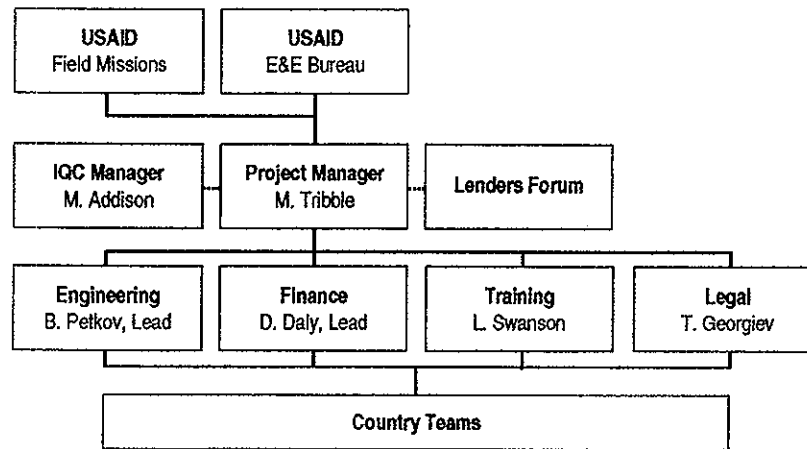 USAID
Field Missions
USAID
E&E Bureau
IQC Manager
M. Addison
Project Manager
M. Tribble
Lenders Forum
Engineering
B. Petkov, Lead
Finance
D. Daly, Lead
Training
L. Swanson
Legal
T. Georgiev
Country Teams